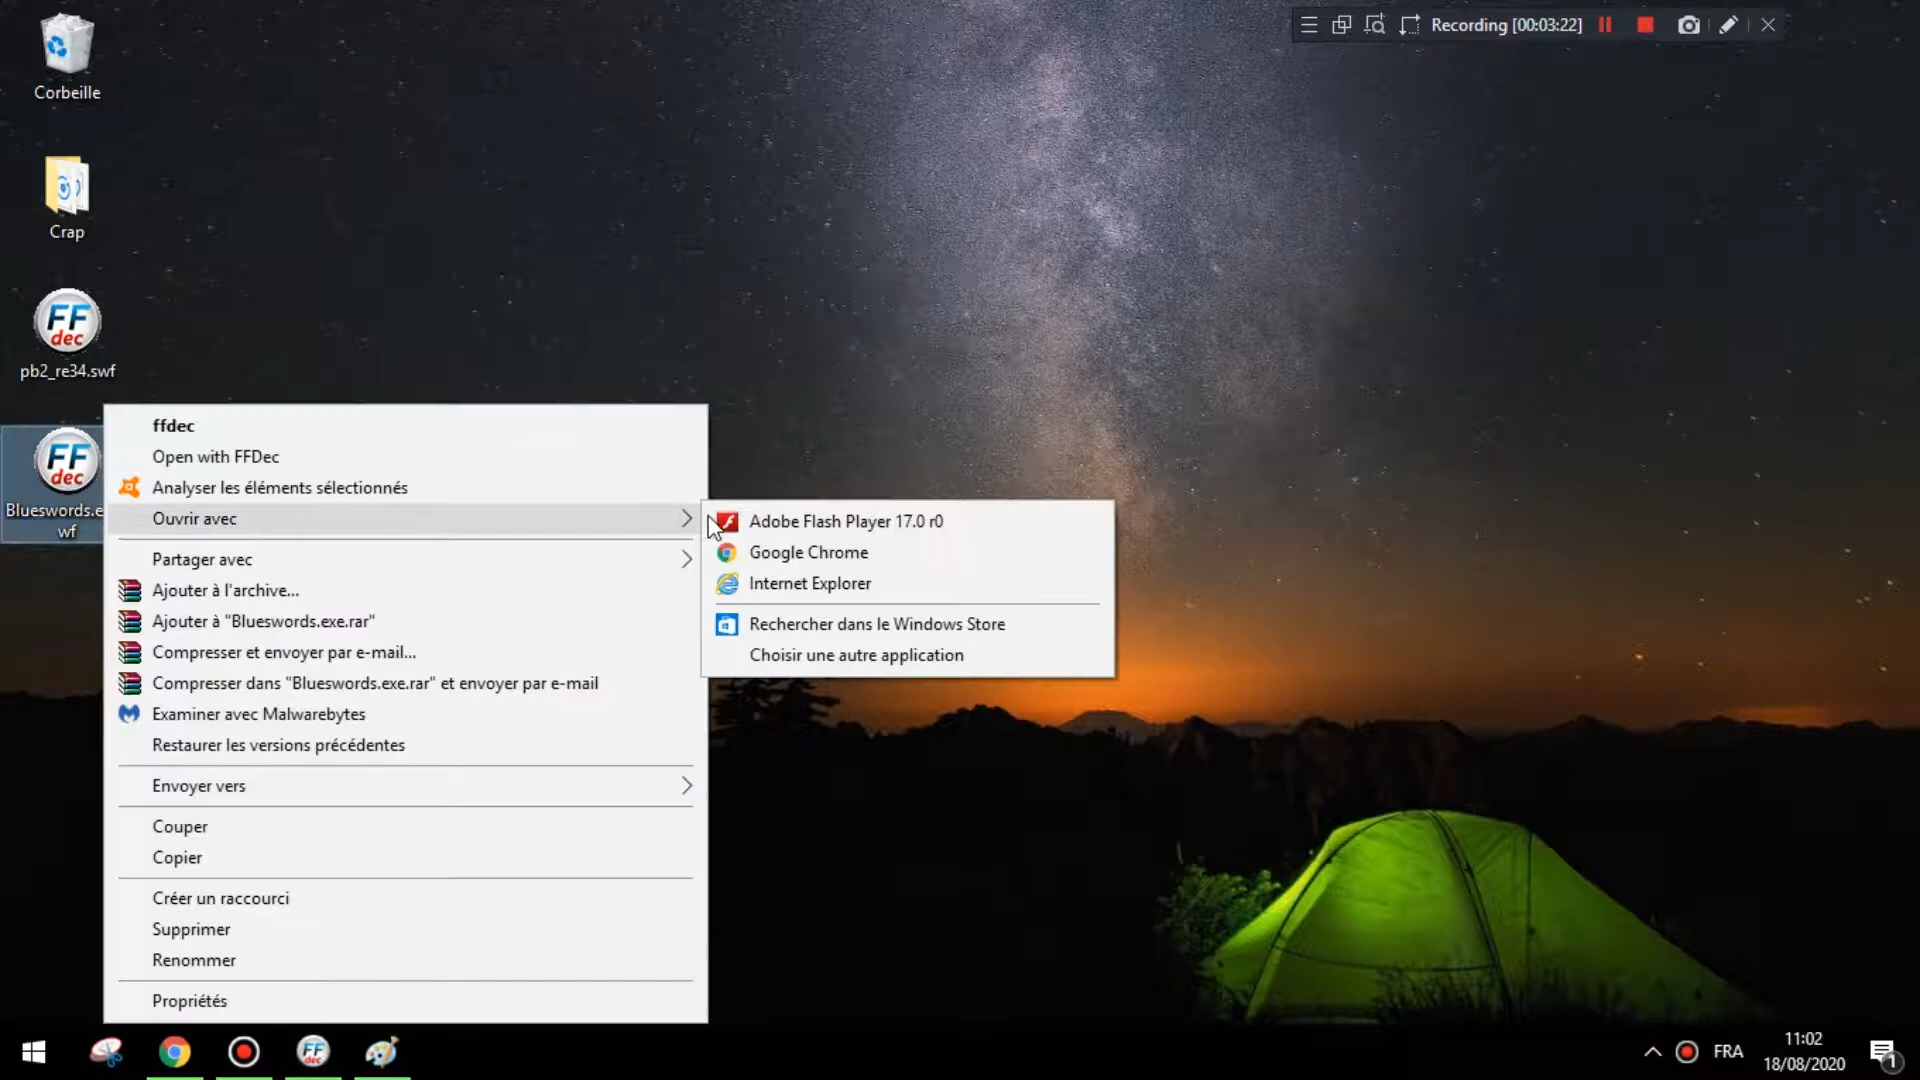 Recording [00:03:22]
Corbeille
Crap
FF
dec
pb2_re34.swf
FF
dec
Blueswords.e
wf
ffdec
Open with FFDec
Analyser les éléments sélectionnés
Ouvrir avec
Partager avec
Ajouter à l'archive...
Ajouter à "Blueswords.exe.rar"
Compresser et envoyer par e-mail...
Compresser dans "Blueswords.exe.rar" et envoyer par e-mail
Examiner avec Malwarebytes
Restaurer les versions précédentes
Envoyer vers
Couper
Copier
Créer un raccourci
Supprimer
Renommer
Propriétés
Adobe Flash Player 17.0 r0
Google Chrome
Internet Explorer
Rechercher dans le Windows Store
Choisir une autre application
FF
dec
FRA
11:02
18/08/2020
1